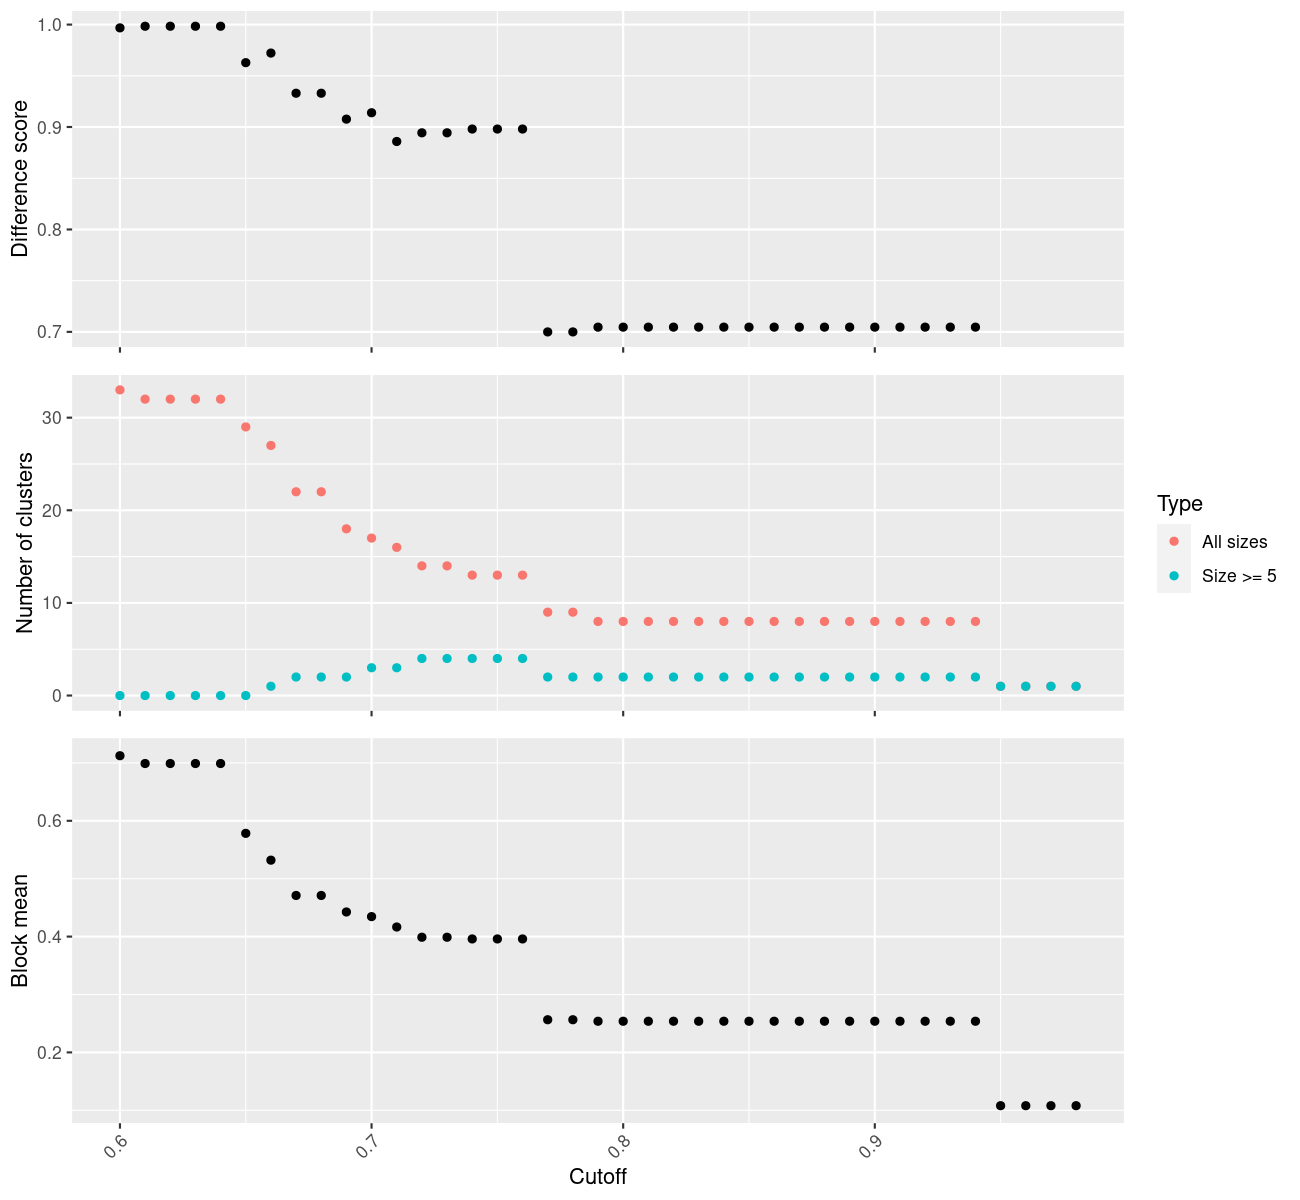 Difference score
1.0
0.9
0.8
0.7
Number of clusters
30
20
10
0
Type
All sizes
Size >= 5
Block mean
0.6
0.4
0.2
0.6
0.7
0.8
0.9
Cutoff